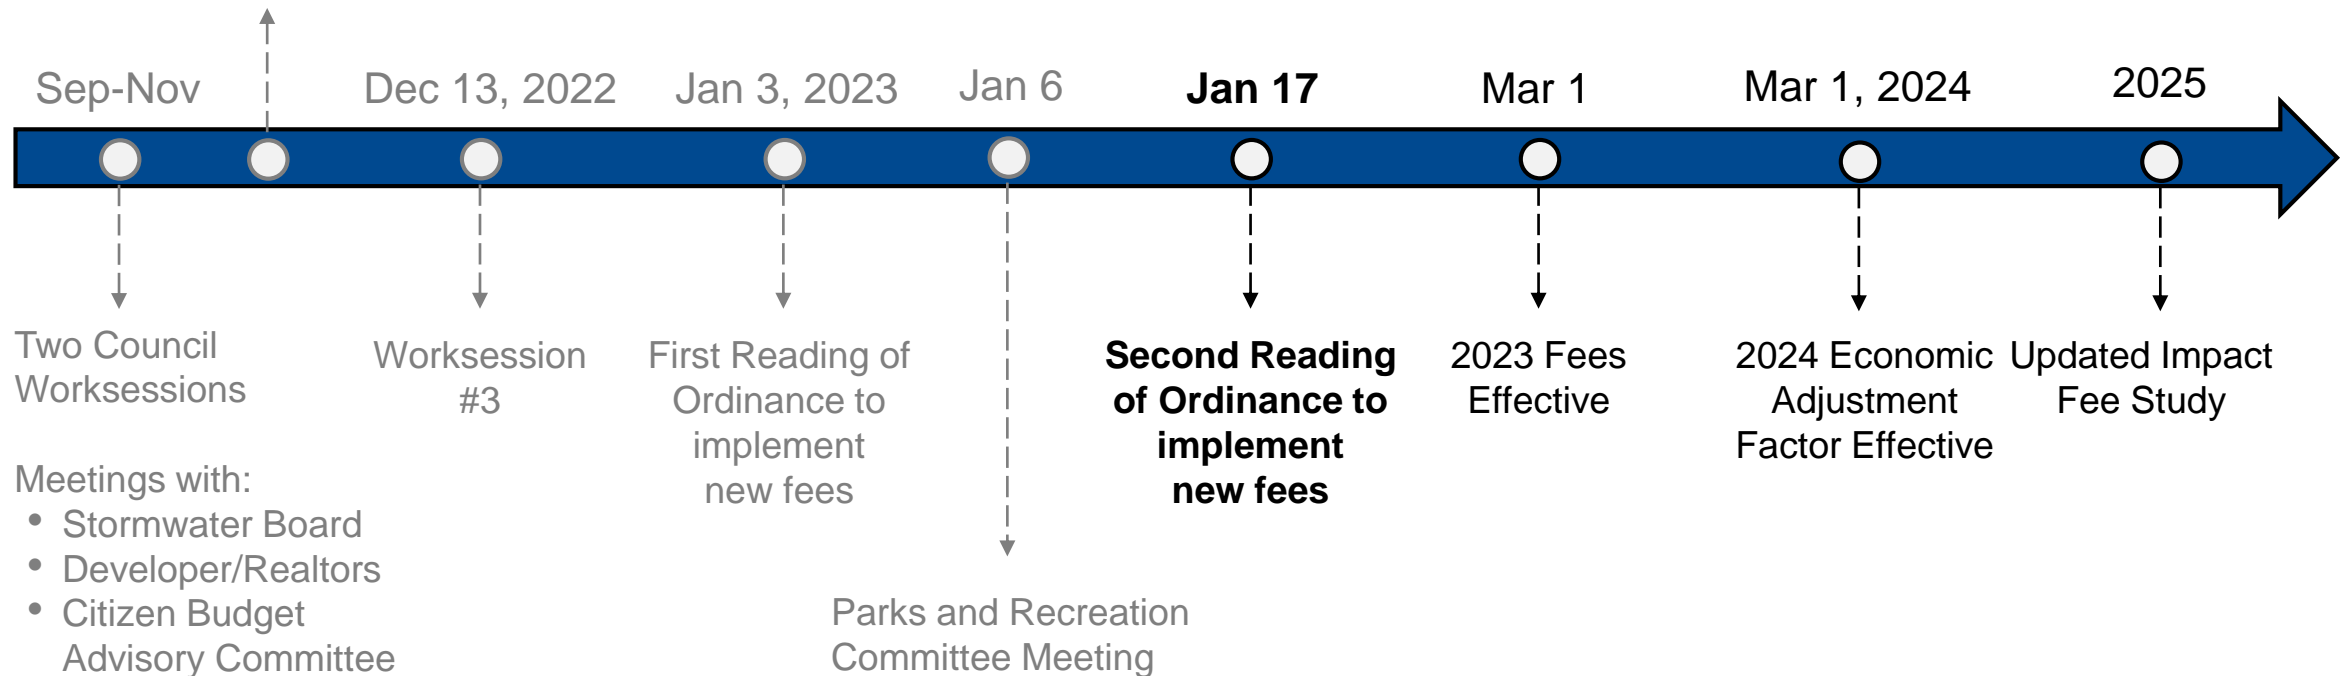 Sep-Nov
Dec 13, 2022
Jan 3, 2023
Jan 6
Jan 17
Mar 1
Mar 1, 2024
2025
Two Council
Worksessions
Meetings with:
• Stormwater Board
• Developer/Realtors
• Citizen Budget
Advisory Committee
Worksession
#3
First Reading of
Ordinance to
implement
new fees
Parks and Recreation
Committee Meeting
Second Reading
of Ordinance to
implement
new fees
2023 Fees
Effective
2024 Economic
Adjustment
Factor Effective
Updated Impact
Fee Study